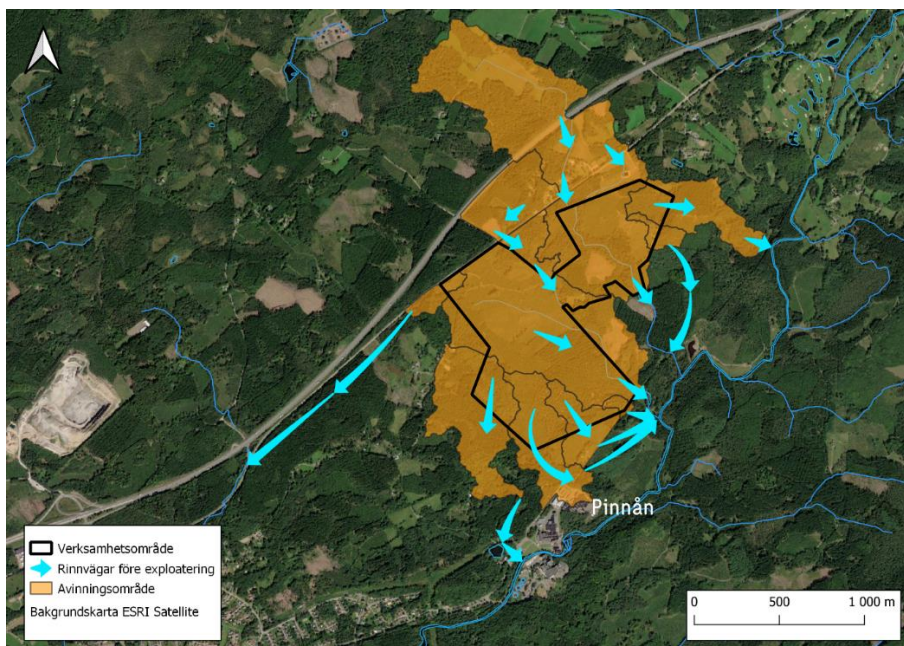 Pinnån
Verksamhetsområde
Rinnvägar före exploatering
Avinningsområde
Bakgrundskarta ESRI Satellite
0 500 1 000 m